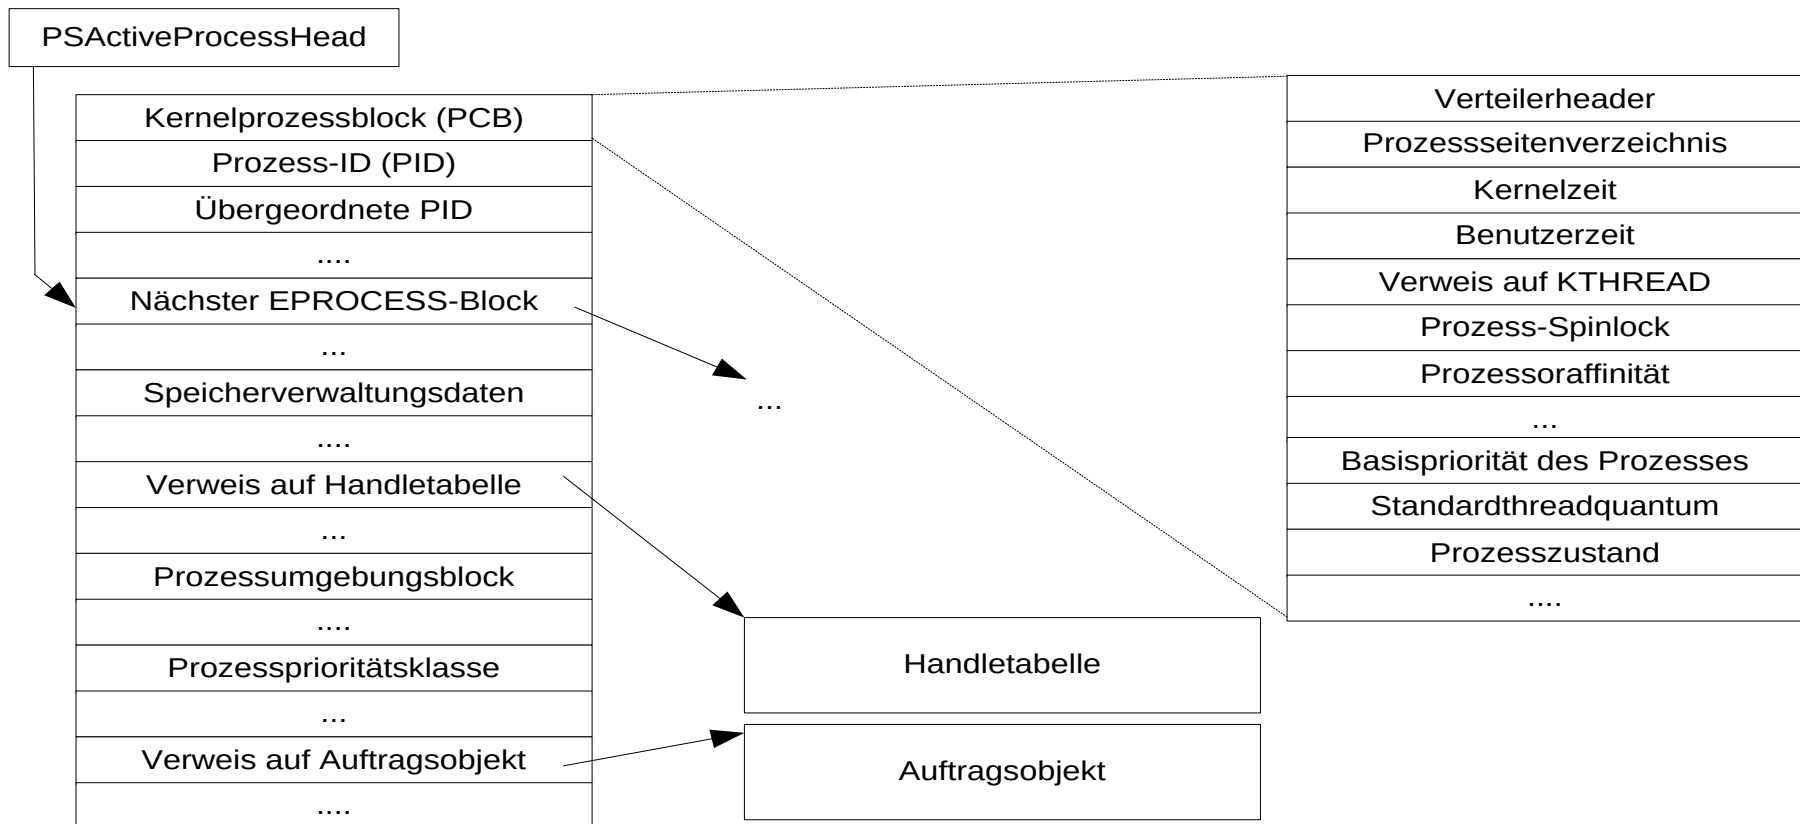 PSActiveProcessHead
Kernelprozessblock (PCB)
Prozess-ID (PID)
Übergeordnete PID
....
Nächster EPROCESS-Block
...
Speicherverwaltungsdaten
....
Verweis auf Handletabelle
...
Prozessumgebungsblock
....
Prozessprioritätsklasse
...
Verweis auf Auftragsobjekt
....
...
Handletabelle
Auftragsobjekt
Verteilerheader
Prozessseitenverzeichnis
Kernelzeit
Benutzerzeit
Verweis auf KTHREAD
Prozess-Spinlock
Prozessoraffinität
...
Basispriorität des Prozesses
Standardthreadquantum
Prozesszustand
....